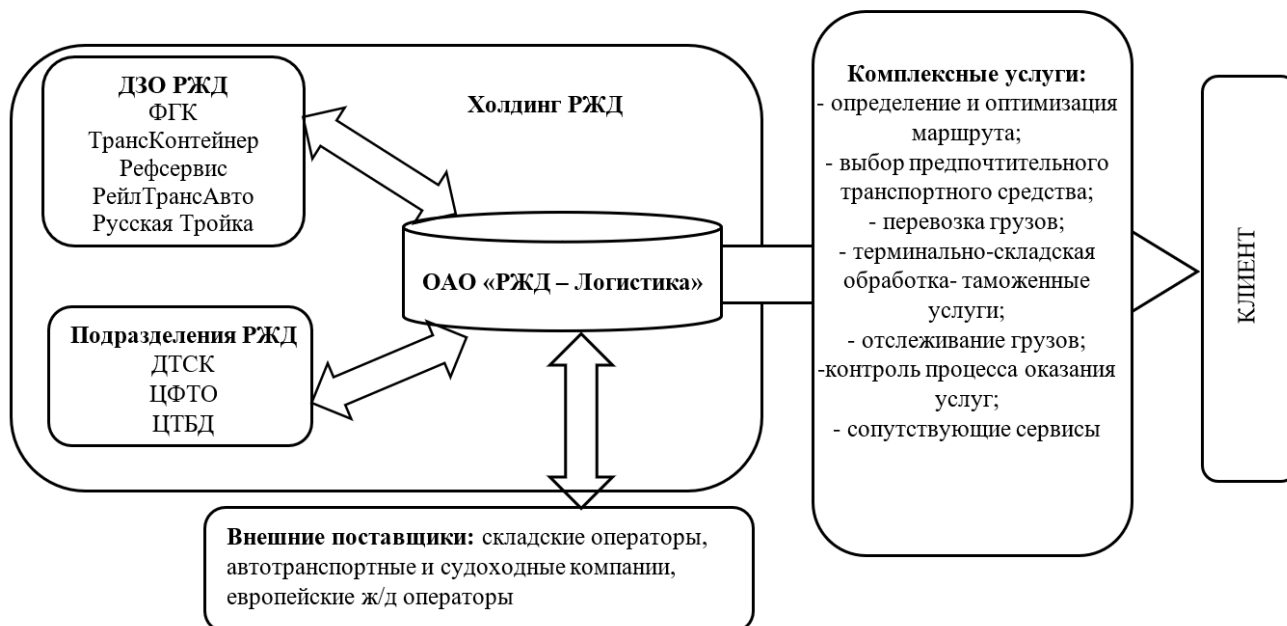 ДЗО РЖД
ФГК
ТрансКонтейнер
Рефсервис
РейлТрансАвто
Русская Тройка
Холдинг РЖД
ОАО «РЖД – Логистика»
Подразделения РЖД
ДТСК
ЦФТО
ЦТБД
Внешние поставщики: складские операторы,
автотранспортные и судоходные компании,
европейские ж/д операторы
Комплексные услуги:
- определение и оптимизация
маршрута;
- выбор предпочтительного
транспортного средства;
- перевозка грузов;
- терминально-складская
обработка- таможенные
услуги;
- отслеживание грузов;
-контроль процесса оказания
услуг;
- сопутствующие сервисы
КЛИЕНТ